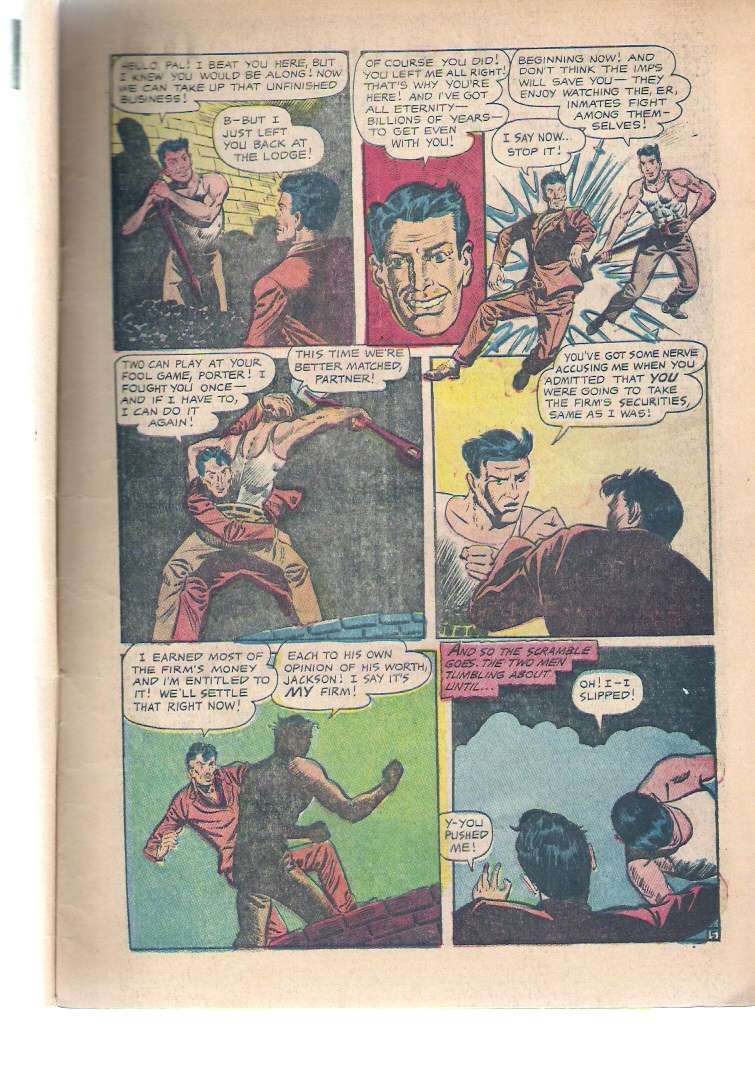 HELLO, PAL! I BEAT YOU HERE, BUT
I KNEW YOU WOULD BE ALONG! NOW
WE CAN TAKE UP THAT UNFINISHED
BUSINESS!
B-BUT I
JUST LEFT
YOU BACK
AT THE
LODGE!
OF COURSE YOU DID!
YOU LEFT ME ALL RIGHT!
THAT'S WHY YOU'RE
HERE! AND I'VE GOT
ALL ETERNITY—
BILLIONS OF YEARS—
TO GET EVEN
WITH YOU!
BEGINNING NOW! AND
DON'T THINK THE IMPS
WILL SAVE YOU— THEY
ENJOY WATCHING THE, ER,
INMATES FIGHT
AMONG THEM-
SELVES!
I SAY NOW...
STOP IT!
TWO CAN PLAY AT YOUR
FOOL GAME, PORTER! I
FOUGHT YOU ONCE—
AND IF I HAVE TO,
I CAN DO IT
AGAIN!
THIS TIME WE'RE
BETTER MATCHED,
PARTNER!
YOU'VE GOT SOME NERVE
ACCUSING ME WHEN YOU
ADMITTED THAT YOU
WERE GOING TO TAKE
THE FIRM'S SECURITIES,
SAME AS I WAS!
I EARNED MOST OF
THE FIRM'S MONEY
AND I'M ENTITLED TO
IT! WE'LL SETTLE
THAT RIGHT NOW!
EACH TO HIS OWN
OPINION OF HIS WORTH,
JACKSON! I SAY IT'S
MY FIRM!
AND SO THE SCRAMBLE
GOES. THE TWO MEN
TUMBLING ABOUT
UNTIL...
OH! I-I
SLIPPED!
Y-YOU
PUSHED
ME!